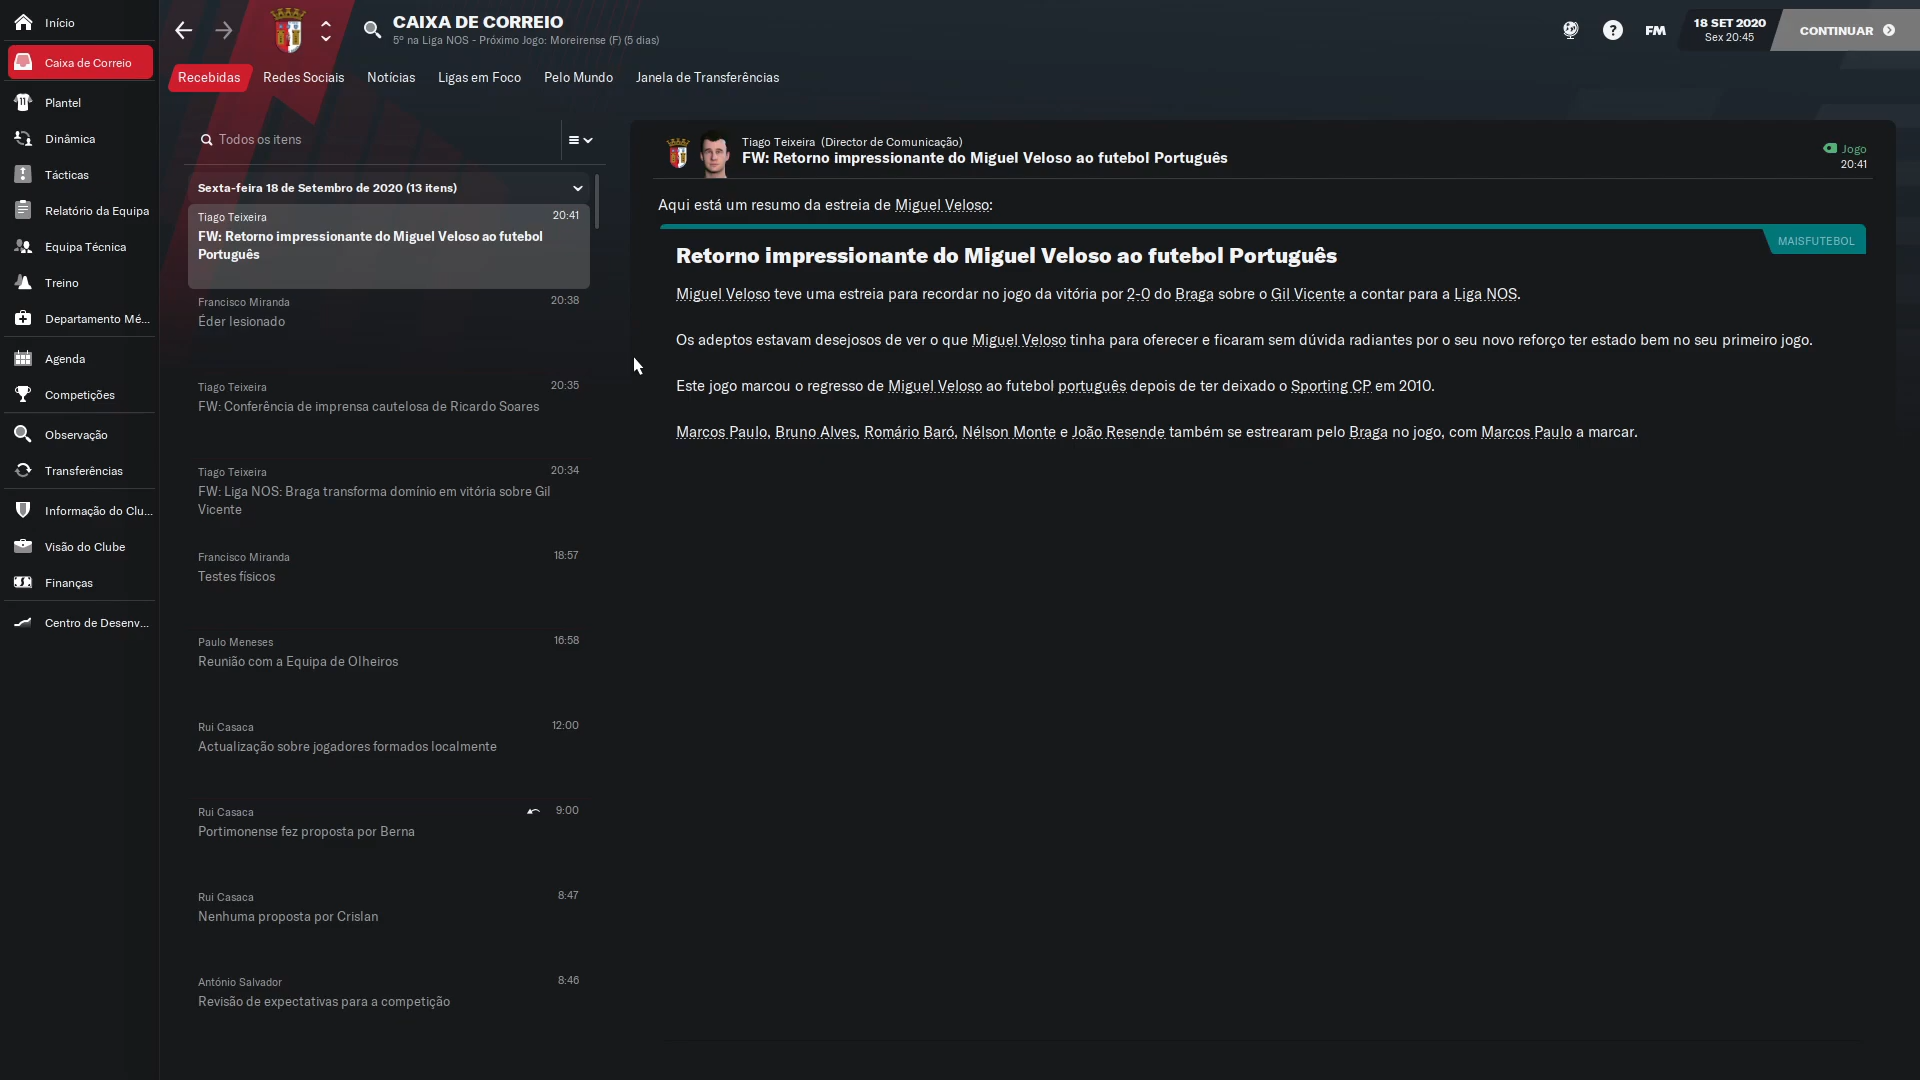 Início
Caixa de Correio
Plantel
Dinâmica
Tácticas
Relatório da Equipa
Equipa Técnica
Treino
Departamento Mé...
Agenda
Competições
Observação
Transferências
Informação do Clu...
Visão do Clube
Finanças
Centro de Desenv...
CAIXA DE CORREIO
5º na Liga NOS - Próximo Jogo: Moreirense (F) (5 dias)
FM
18 SET 2020
Sex 20:45
CONTINUAR
Recebidas Redes Sociais Notícias Ligas em Foco Pelo Mundo Janela de Transferências
Todos os itens
Sexta-feira 18 de Setembro de 2020 (13 itens)
Tiago Teixeira 20:41
FW: Retorno impressionante do Miguel Veloso ao futebol
Português
Francisco Miranda 20:38
Éder lesionado
Tiago Teixeira 20:35
FW: Conferência de imprensa cautelosa de Ricardo Soares
Tiago Teixeira 20:34
FW: Liga NOS: Braga transforma domínio em vitória sobre Gil
Vicente
Francisco Miranda 18:57
Testes físicos
Paulo Meneses 16:58
Reunião com a Equipa de Olheiros
Rui Casaca 12:00
Actualização sobre jogadores formados localmente
Rui Casaca 9:00
Portimonense fez proposta por Berna
Rui Casaca 8:47
Nenhuma proposta por Crislan
António Salvador 8:46
Revisão de expectativas para a competição
Tiago Teixeira (Director de Comunicação)
FW: Retorno impressionante do Miguel Veloso ao futebol Português
Jogo
20:41
Aqui está um resumo da estreia de Miguel Veloso:
MAISFUTEBOL
Retorno impressionante do Miguel Veloso ao futebol Português
Miguel Veloso teve uma estreia para recordar no jogo da vitória por 2-0 do Braga sobre o Gil Vicente a contar para a Liga NOS.
Os adeptos estavam desejosos de ver o que Miguel Veloso tinha para oferecer e ficaram sem dúvida radiantes por o seu novo reforço ter estado bem no seu primeiro jogo.
Este jogo marcou o regresso de Miguel Veloso ao futebol português depois de ter deixado o Sporting CP em 2010.
Marcos Paulo, Bruno Alves, Romário Baró, Nélson Monte e João Resende também se estrearam pelo Braga no jogo, com Marcos Paulo a marcar.